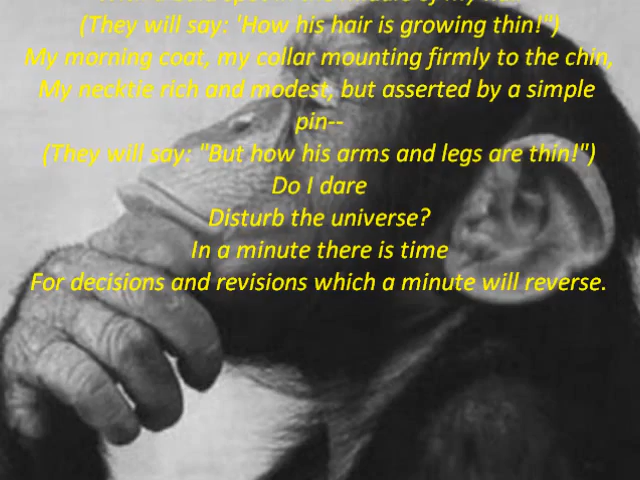 (They will say: 'How his hair is growing thin!")
My morning coat, my collar mounting firmly to the chin,
My necktie rich and modest, but asserted by a simple
pin--
(They will say: "But how his arms and legs are thin!")
Do I dare
Disturb the universe?
In a minute there is time
For decisions and revisions which a minute will reverse.